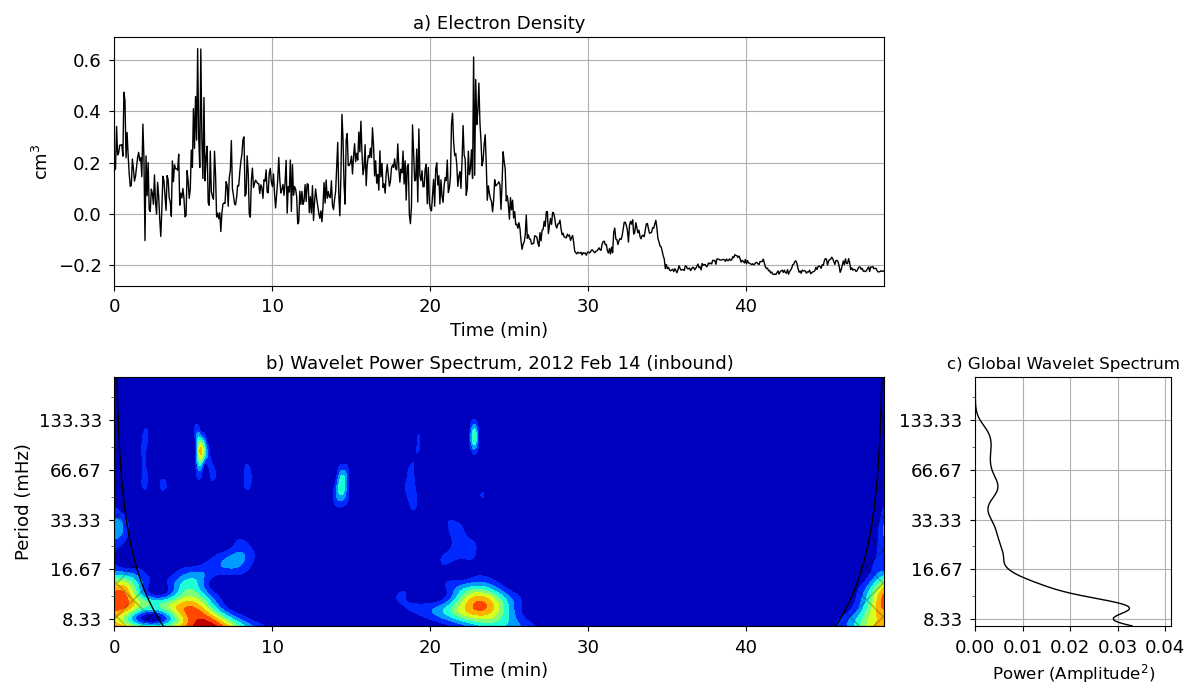 a) Electron Density
0.6
0.4
0.2
0.0
−0.2
cm³
0 10 20 30 40
Time (min)
b) Wavelet Power Spectrum, 2012 Feb 14 (inbound)
133.33
66.67
33.33
16.67
8.33
Period (mHz)
0 10 20 30 40
Time (min)
c) Global Wavelet Spectrum
133.33
66.67
33.33
16.67
8.33
0.00 0.01 0.02 0.03 0.04
Power (Amplitude²)